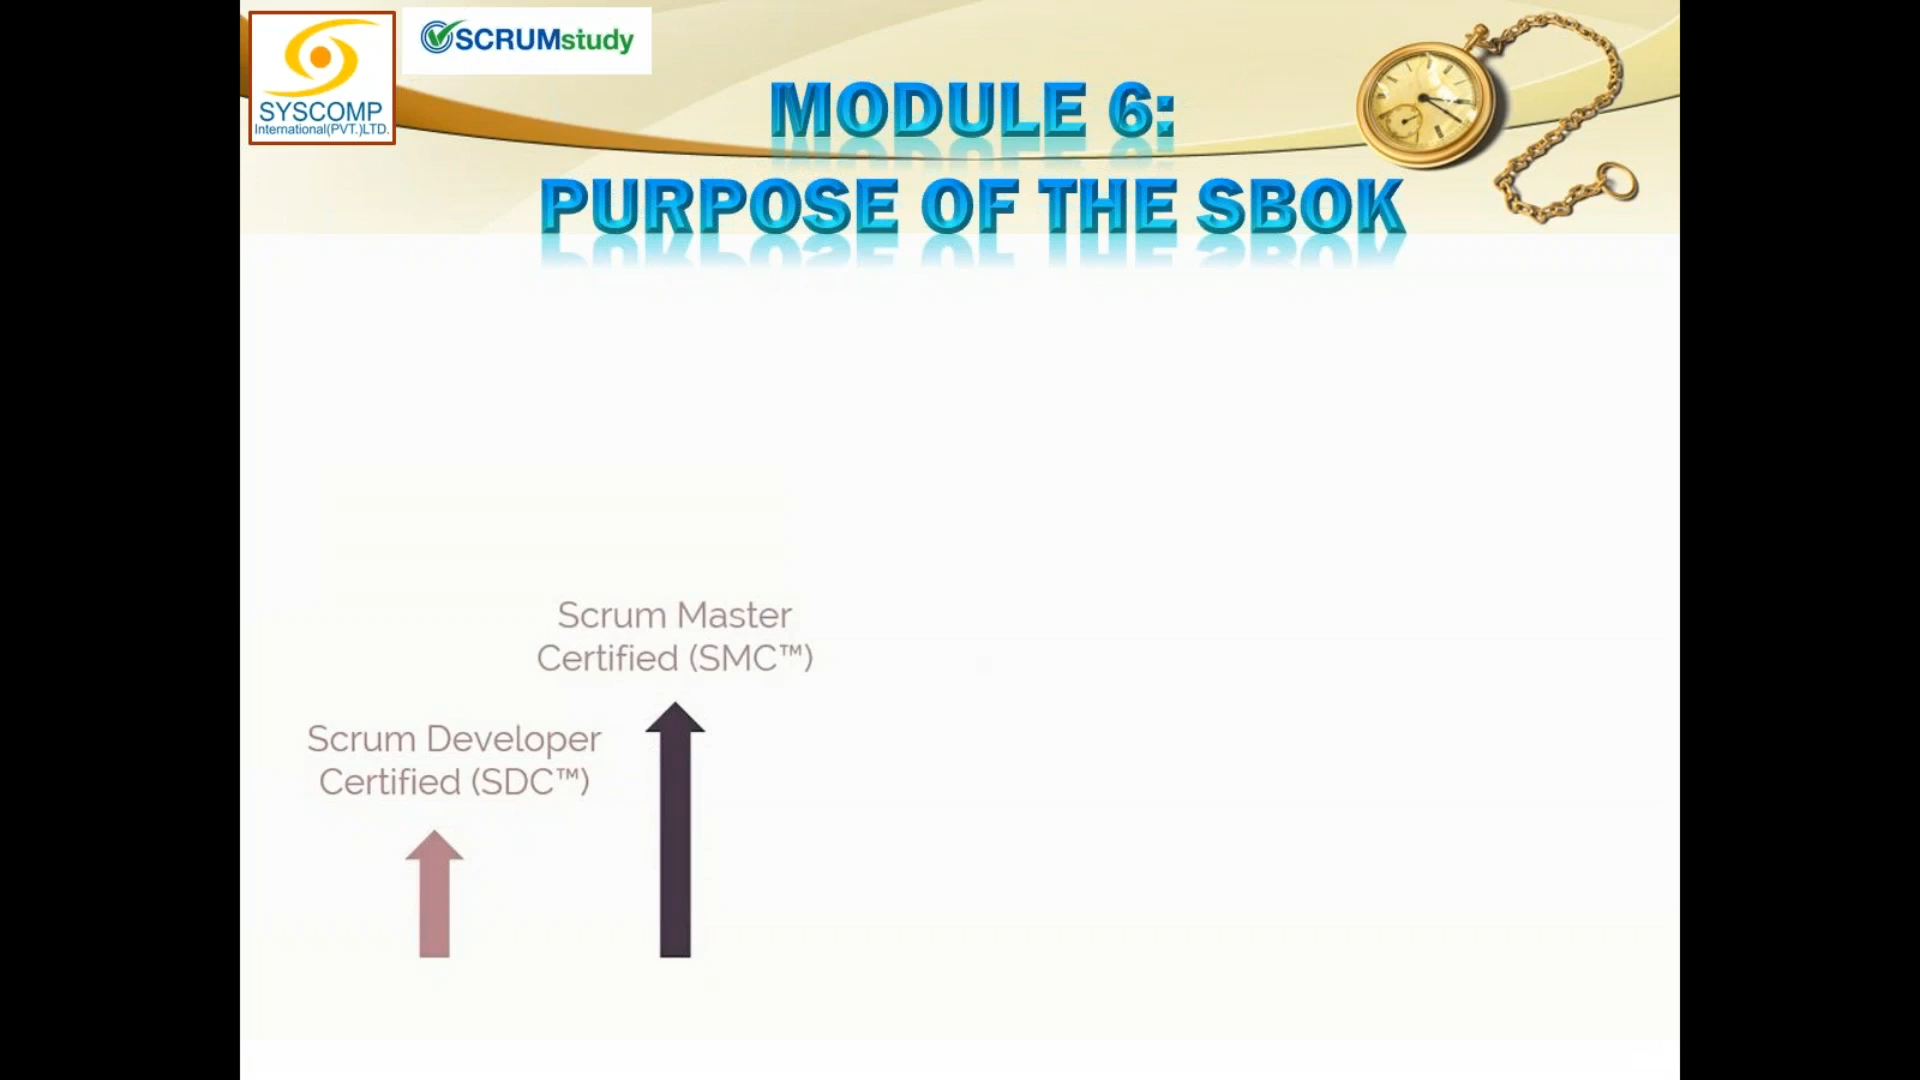 SYSCOMP
International(PVT.)LTD.
SCRUMstudy
MODULE 6:
PURPOSE OF THE SBOK
Scrum Master
Certified (SMC™)
Scrum Developer
Certified (SDC™)